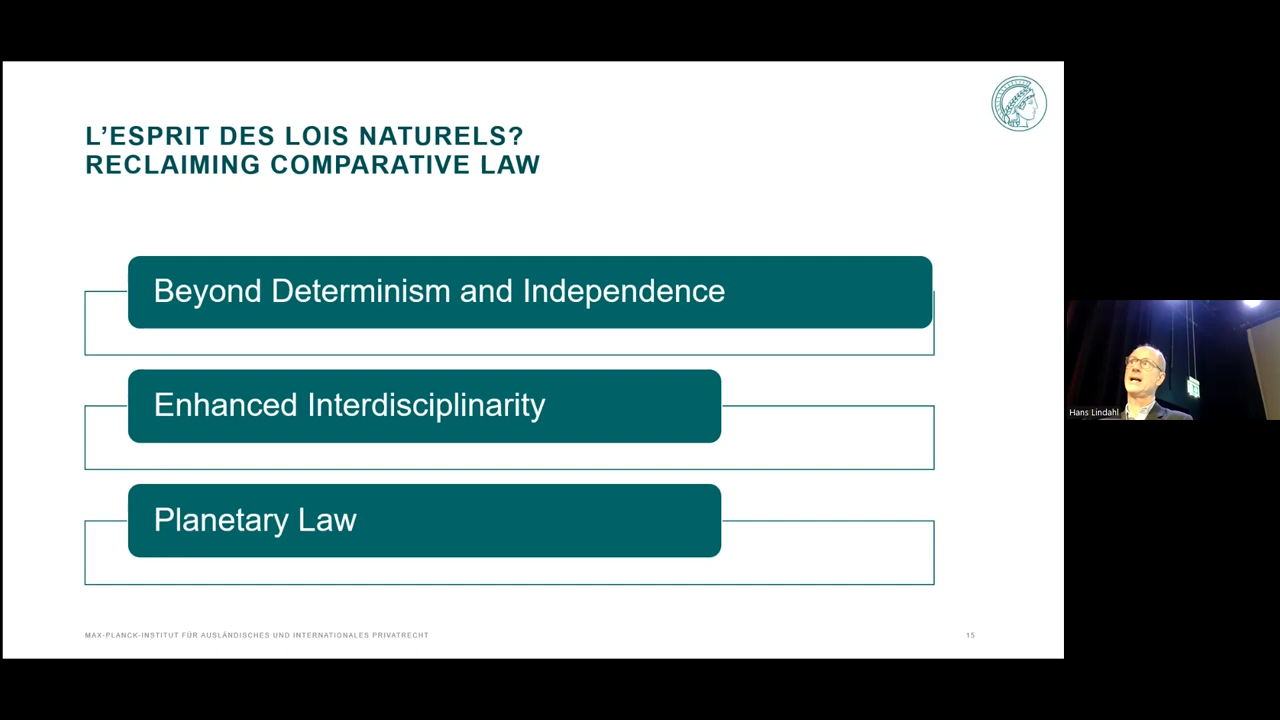 L’ESPRIT DES LOIS NATURELS?
RECLAIMING COMPARATIVE LAW
Beyond Determinism and Independence
Enhanced Interdisciplinarity
Planetary Law
MAX-PLANCK-INSTITUT FÜR AUSLÄNDISCHES UND INTERNATIONALES PRIVATRECHT
15
Hans Lindahl